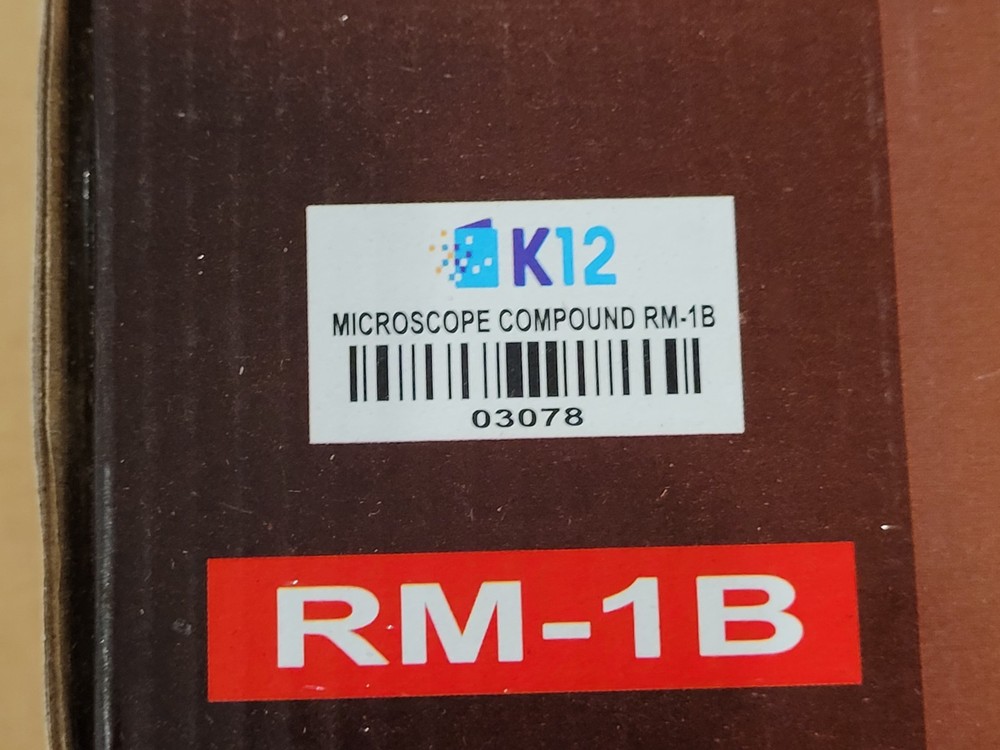 K12
MICROSCOPE COMPOUND RM-1B
03078
RM-1B